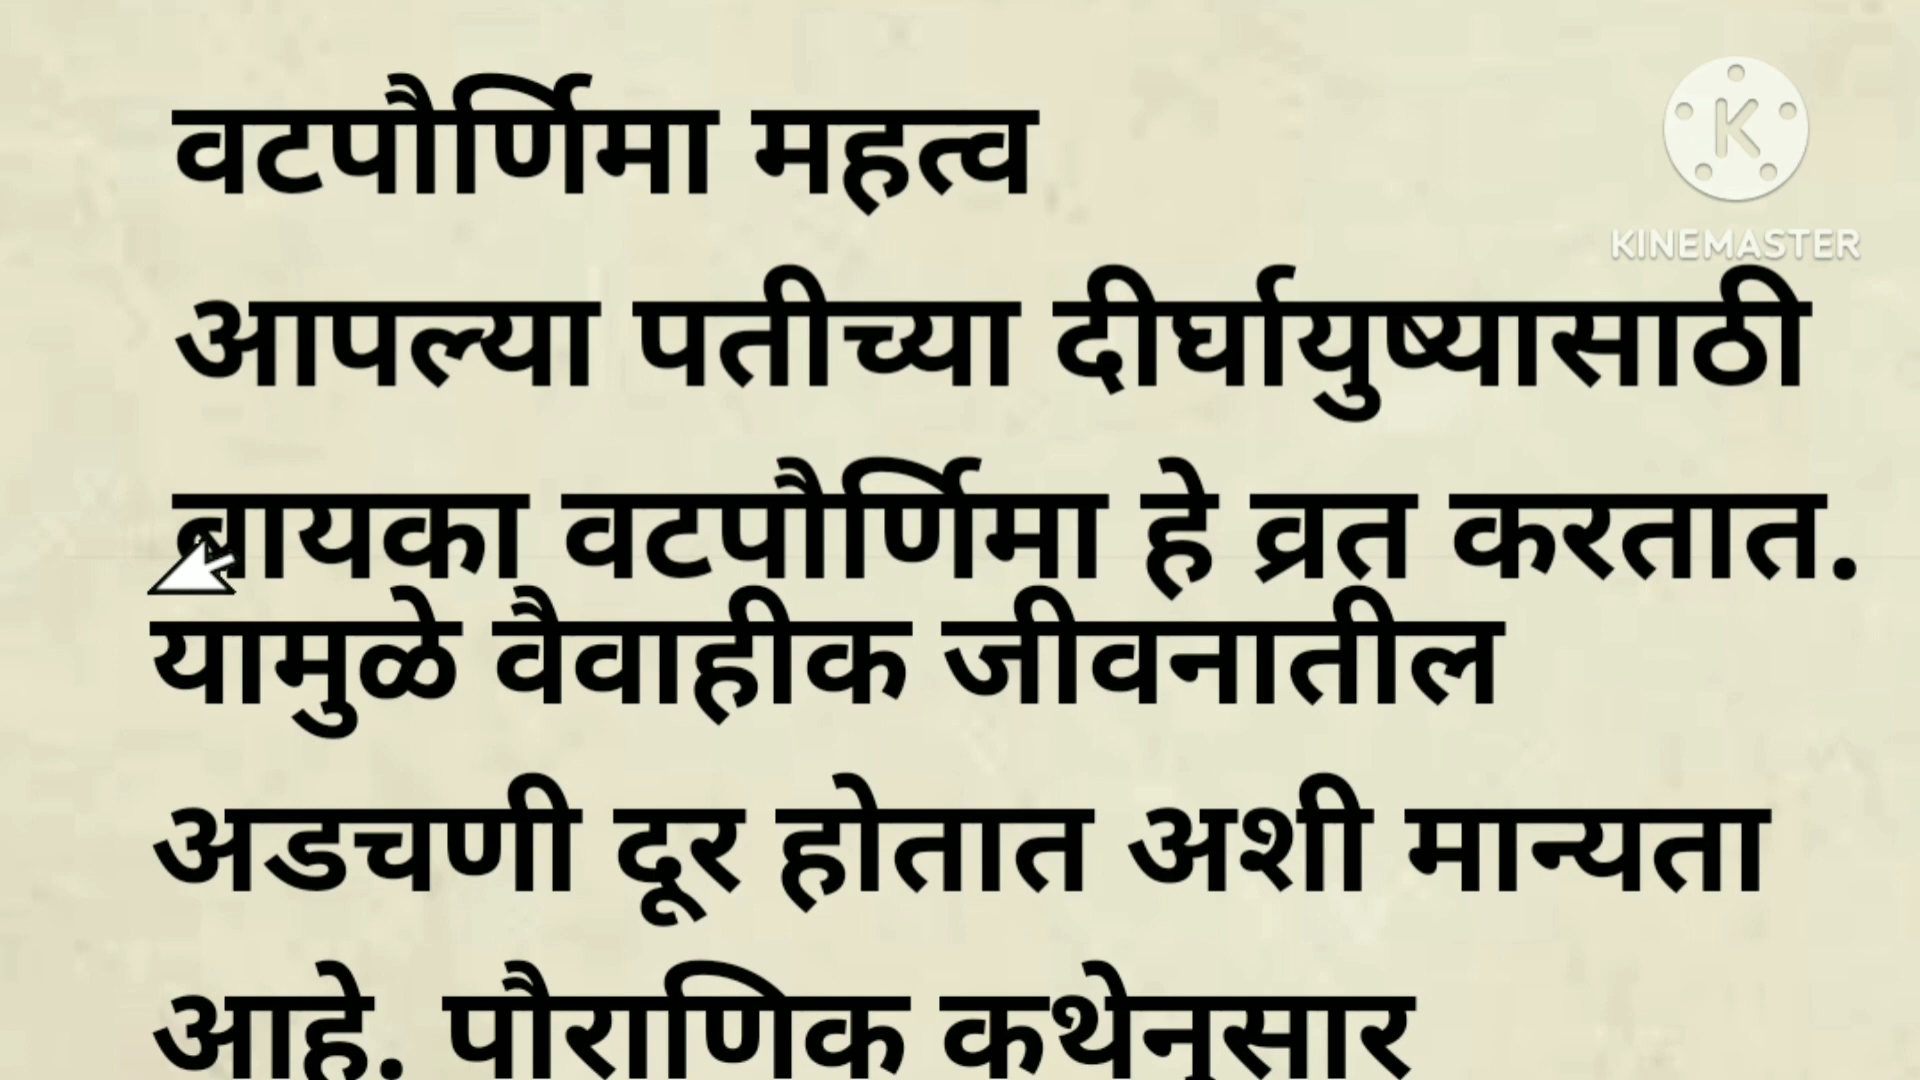 वटपौर्णिमा महत्व
KINEMASTER
आपल्या पतीच्या दीर्घायुष्यासाठी
बायका वटपौर्णिमा हे व्रत करतात.
यामुळे वैवाहीक जीवनातील
अडचणी दूर होतात अशी मान्यता
आहे. पौराणिक कथेनुसार